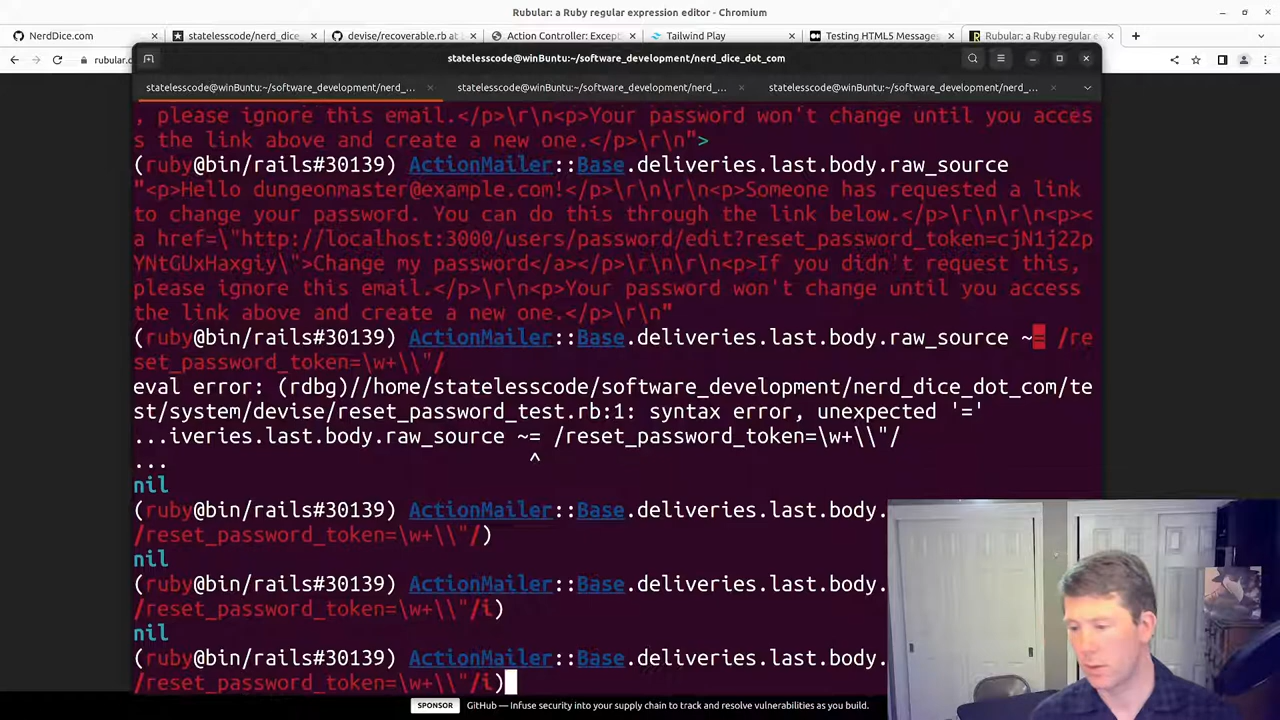 Rubular: a Ruby regular expression editor - Chromium
NerdDice.com
statelesscode/nerd_dice
devise/recoverable.rb at
Action Controller: Except
Tailwind Play
Testing HTML5 Messages
Rubular: a Ruby regular e
rubular.co
statelesscode@winBuntu:~/software_development/nerd_dice_dot_com
statelesscode@winBuntu:~/software_development/nerd_...
statelesscode@winBuntu:~/software_development/nerd_...
statelesscode@winBuntu:~/software_development/nerd_...
, please ignore this email.</p>\r\n<p>Your password won't change until you acces
s the link above and create a new one.</p>\r\n">
(ruby@bin/rails#30139) ActionMailer::Base.deliveries.last.body.raw_source
"<p>Hello dungeonmaster@example.com!</p>\r\n\r\n<p>Someone has requested a link
to change your password. You can do this through the link below.</p>\r\n\r\n<p><
a href=\"http://localhost:3000/users/password/edit?reset_password_token=cjN1j22p
YNtGUxHaxgiy\">Change my password</a></p>\r\n\r\n<p>If you didn't request this,
please ignore this email.</p>\r\n<p>Your password won't change until you access
the link above and create a new one.</p>\r\n"
(ruby@bin/rails#30139) ActionMailer::Base.deliveries.last.body.raw_source ~= /re
set_password_token=\w+\\"/
eval error: (rdbg)//home/statelesscode/software_development/nerd_dice_dot_com/te
st/system/devise/reset_password_test.rb:1: syntax error, unexpected '='
...iveries.last.body.raw_source ~= /reset_password_token=\w+\\"/
^
...
nil
(ruby@bin/rails#30139) ActionMailer::Base.deliveries.last.body.
/reset_password_token=\w+\\"/)
nil
(ruby@bin/rails#30139) ActionMailer::Base.deliveries.last.body.
/reset_password_token=\w+\\"/i)
nil
(ruby@bin/rails#30139) ActionMailer::Base.deliveries.last.body.
/reset_password_token=\w+\\"/i)
SPONSOR GitHub — Infuse security into your supply chain to track and resolve vulnerabilities as you build.